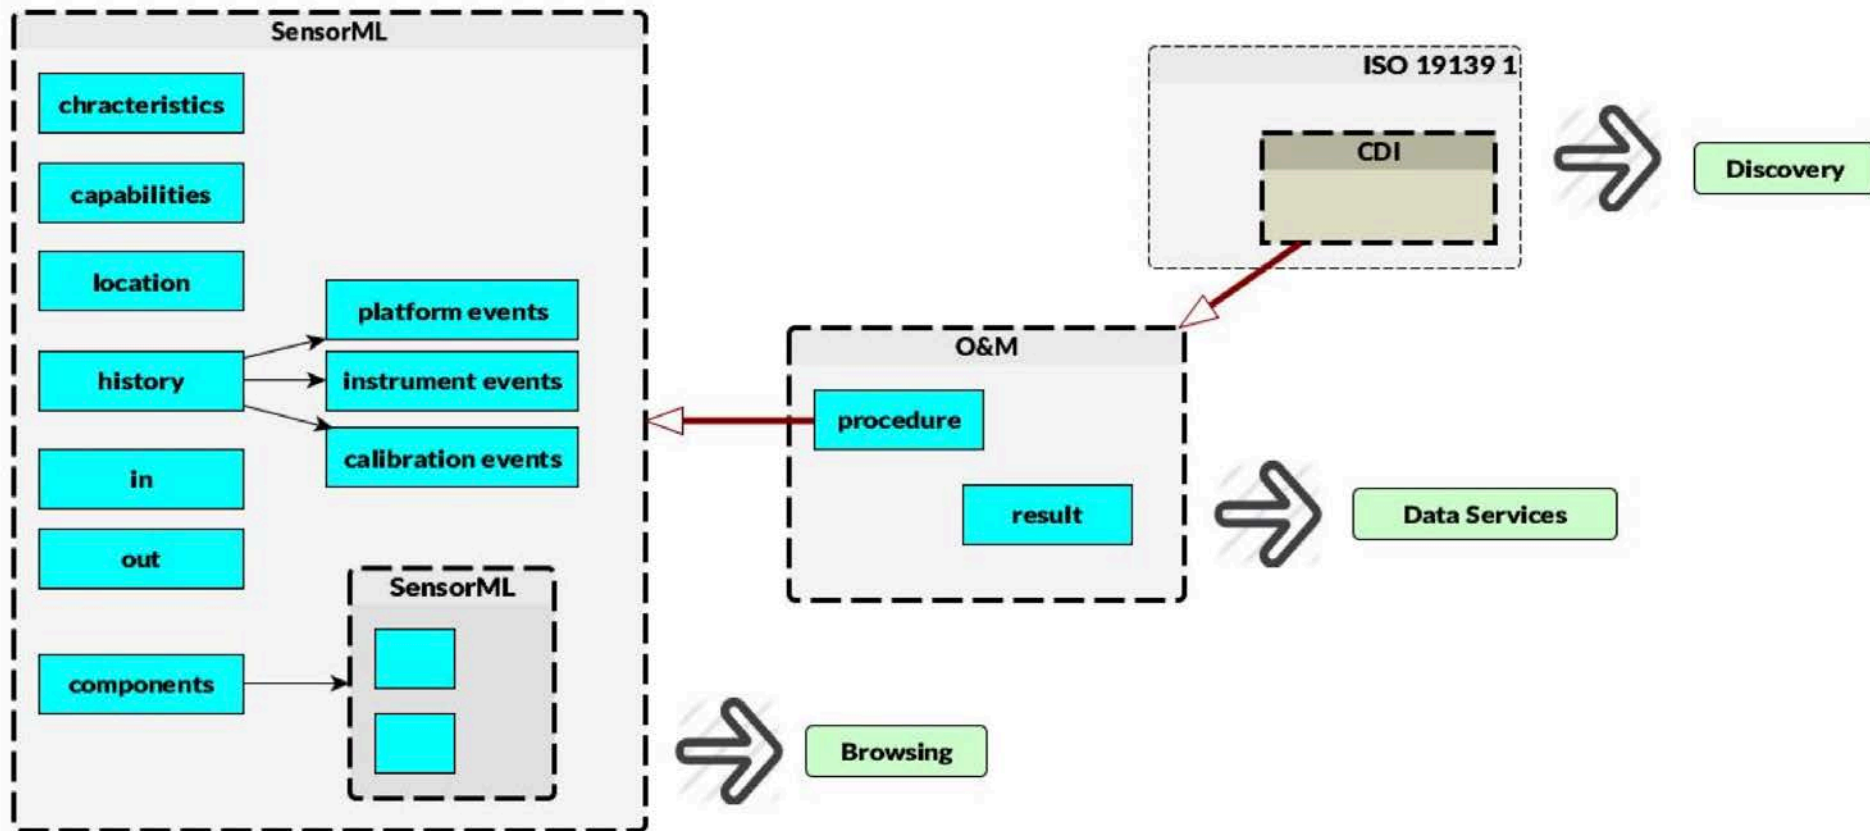 SensorML
chracteristics
capabilities
location
history
in
out
components
platform events
instrument events
calibration events
SensorML
Browsing
O&M
procedure
result
Data Services
ISO 19139 1
CDI
Discovery